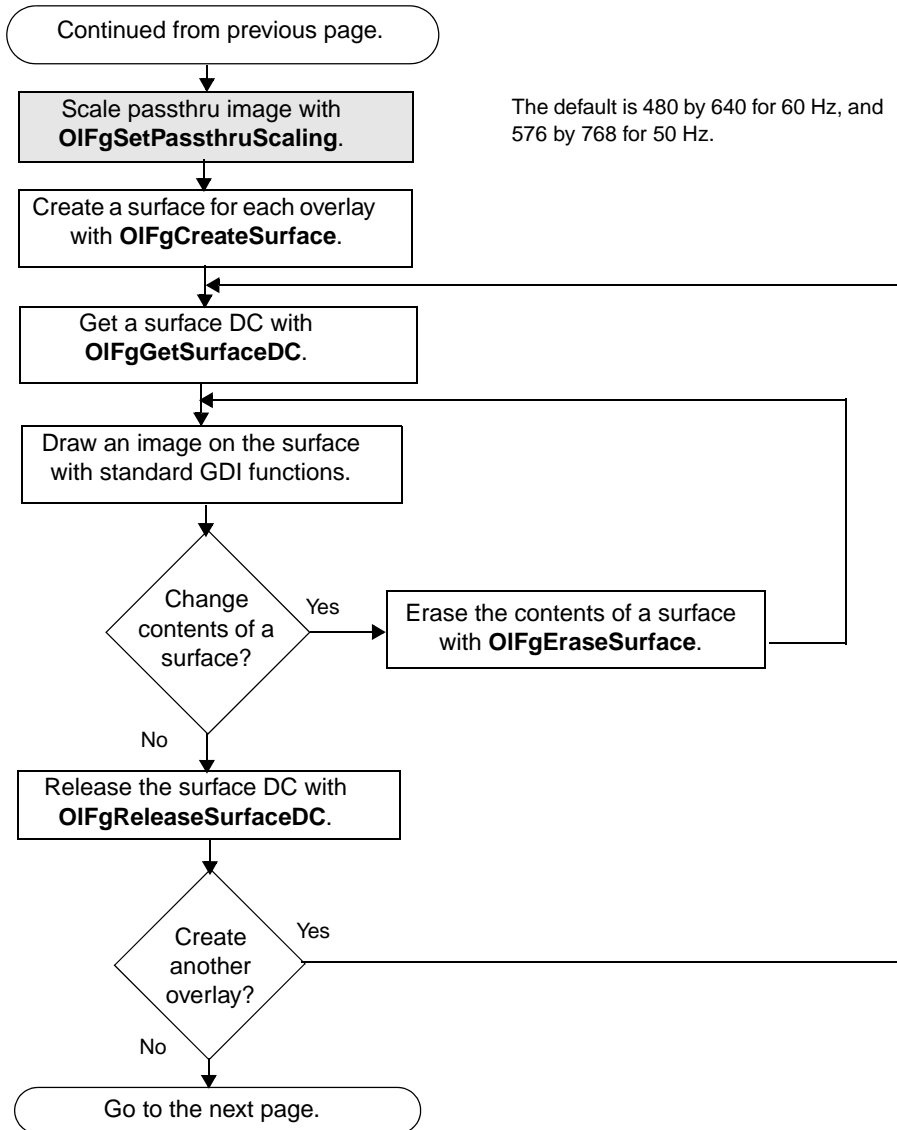 Continued from previous page.
Scale passthru image with
OlFgSetPassthruScaling.
The default is 480 by 640 for 60 Hz, and
576 by 768 for 50 Hz.
Create a surface for each overlay
with OlFgCreateSurface.
Get a surface DC with
OlFgGetSurfaceDC.
Draw an image on the surface
with standard GDI functions.
Change
contents of a
surface?
Yes
Erase the contents of a surface
with OlFgEraseSurface.
No
Release the surface DC with
OlFgReleaseSurfaceDC.
Create
another
overlay?
Yes
No
Go to the next page.